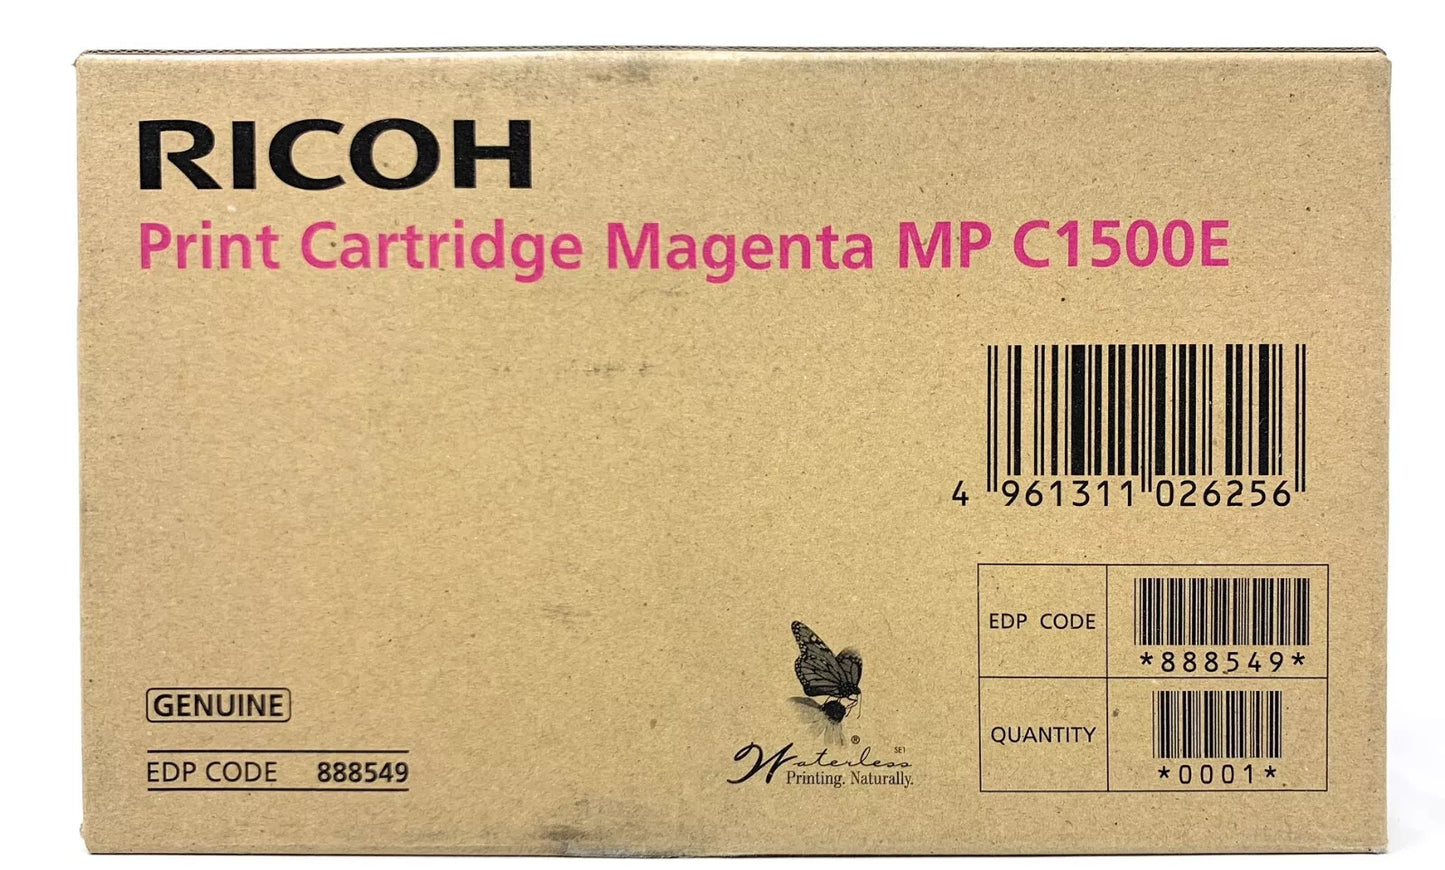 RICOH
Print Cartridge Magenta MP C1500E
4 961311 026256
EDP CODE
*888549*
QUANTITY
*0001*
GENUINE
EDP CODE 888549
Waterless® SE1
Printing. Naturally.